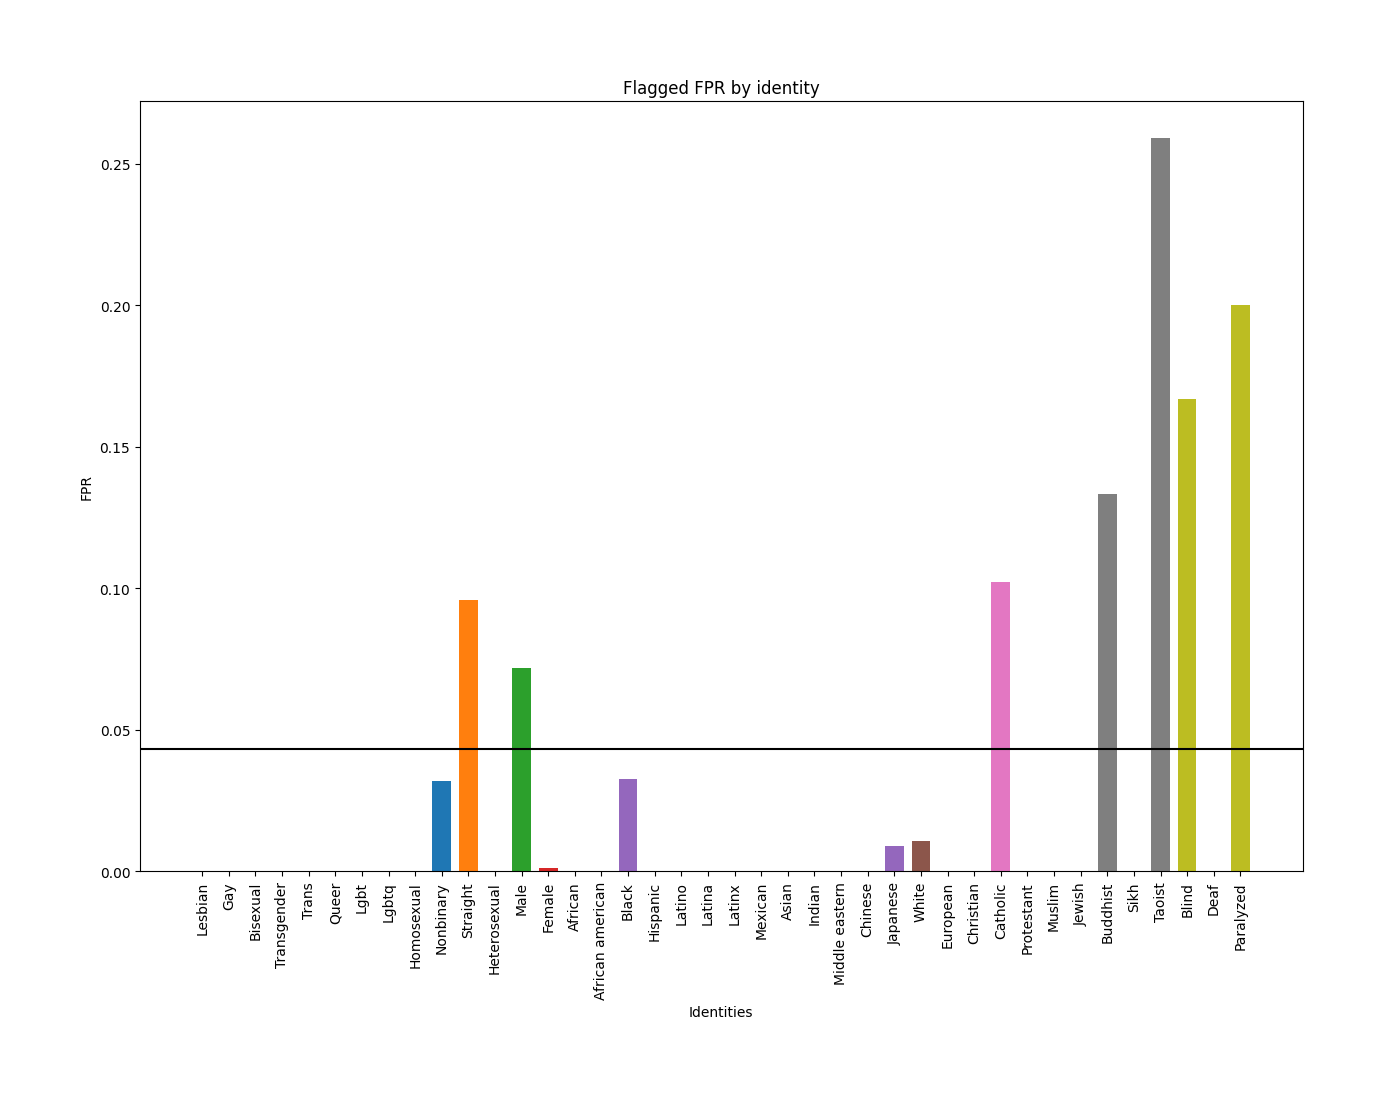 Flagged FPR by identity
0.25
0.20
0.15
0.10
0.05
0.00
FPR
Lesbian
Gay
Bisexual
Transgender
Trans
Queer
Lgbt
Lgbtq
Homosexual
Nonbinary
Straight
Heterosexual
Male
Female
African
African american
Black
Hispanic
Latino
Latina
Latinx
Mexican
Asian
Indian
Middle eastern
Chinese
Japanese
White
European
Christian
Catholic
Protestant
Muslim
Jewish
Buddhist
Sikh
Taoist
Blind
Deaf
Paralyzed
Identities